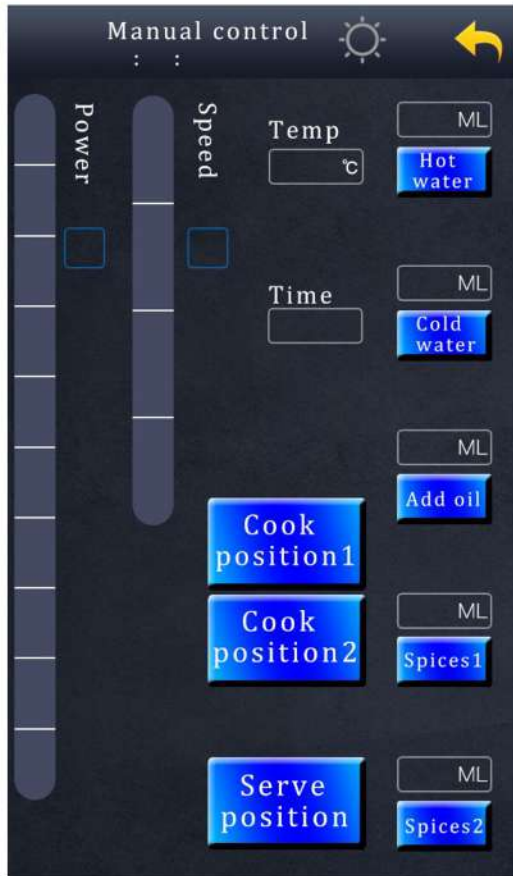 Manual control
: :
Power
Speed
Temp
℃
ML
Hot
water
Time
ML
Cold
water
ML
Add oil
Cook
position1
Cook
position2
ML
Spices1
Serve
position
ML
Spices2